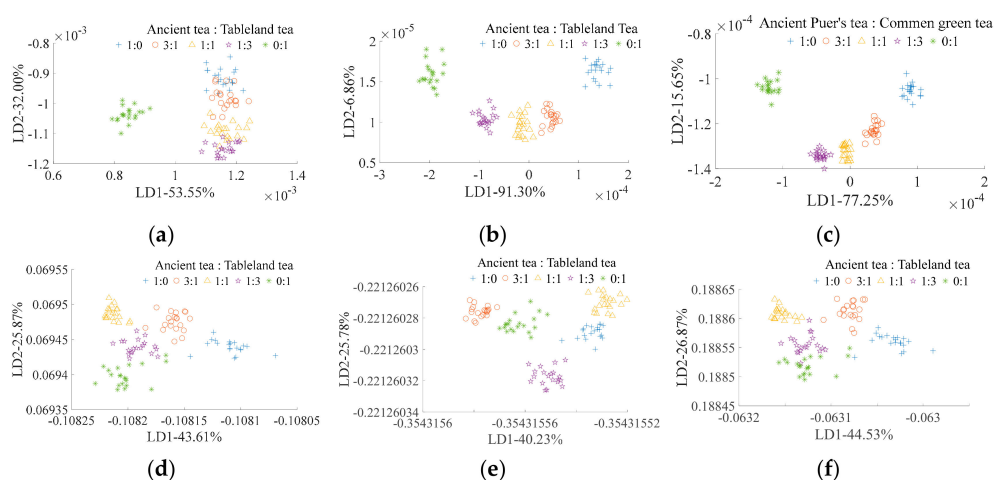 Ancient tea : Tableland tea
1:0 3:1 1:1 1:3 0:1
×10⁻³
-0.8
-0.9
-1
-1.1
-1.2
LD2-32.00%
0.6 0.8 1 1.2 1.4
LD1-53.55% ×10⁻³
(a)
Ancient tea : Tableland tea
1:0 3:1 1:1 1:3 0:1
×10⁻⁵
2
1.5
1
0.5
LD2-6.86%
-3 -2 -1 0 1 2
LD1-91.30% ×10⁻⁴
(b)
Ancient Puer's tea : Commen green tea
1:0 3:1 1:1 1:3 0:1
×10⁻⁴
-1
-1.2
-1.4
LD2-15.65%
-2 -1 0 1 2
LD1-77.25% ×10⁻⁴
(c)
Ancient tea : Tableland tea
1:0 3:1 1:1 1:3 0:1
0.06955
0.0695
0.06945
0.0694
0.06935
LD2-25.87%
-0.10825 -0.1082 -0.10815 -0.1081 -0.10805
LD1-43.61%
(d)
Ancient tea : Tableland tea
1:0 3:1 1:1 1:3 0:1
-0.22126026
-0.22126028
-0.2212603
-0.22126032
-0.22126034
LD2-25.78%
-0.3543156 -0.35431556 -0.35431552
LD1-40.23%
(e)
Ancient tea : Tableland tea
1:0 3:1 1:1 1:3 0:1
0.18865
0.1886
0.18855
0.1885
0.18845
LD2-26.87%
-0.0632 -0.0631 -0.063
LD1-44.53%
(f)